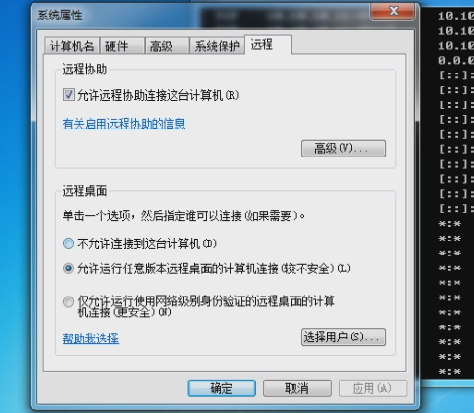 系统属性
计算机名 硬件 高级 系统保护 远程
远程协助
允许远程协助连接这台计算机(R)
有关启用远程协助的信息
高级(V)...
远程桌面
单击一个选项，然后指定谁可以连接(如果需要)。
不允许连接到这台计算机(D)
允许运行任意版本远程桌面的计算机连接(较不安全)(L)
仅允许运行使用网络级别身份验证的远程桌面的计算
机连接(更安全)(N)
帮助我选择
选择用户(S)...
确定 取消 应用(A)
10.10
10.10
10.10
0.0.0
[::]:
[::]:
[::]:
[::]:
[::]:
[::]:
[::]:
[::]:
[::]:
[::]:
*:*
*:*
*:*
*:*
*:*
*:*
*:*
*:*
*:*
*:*
*:*